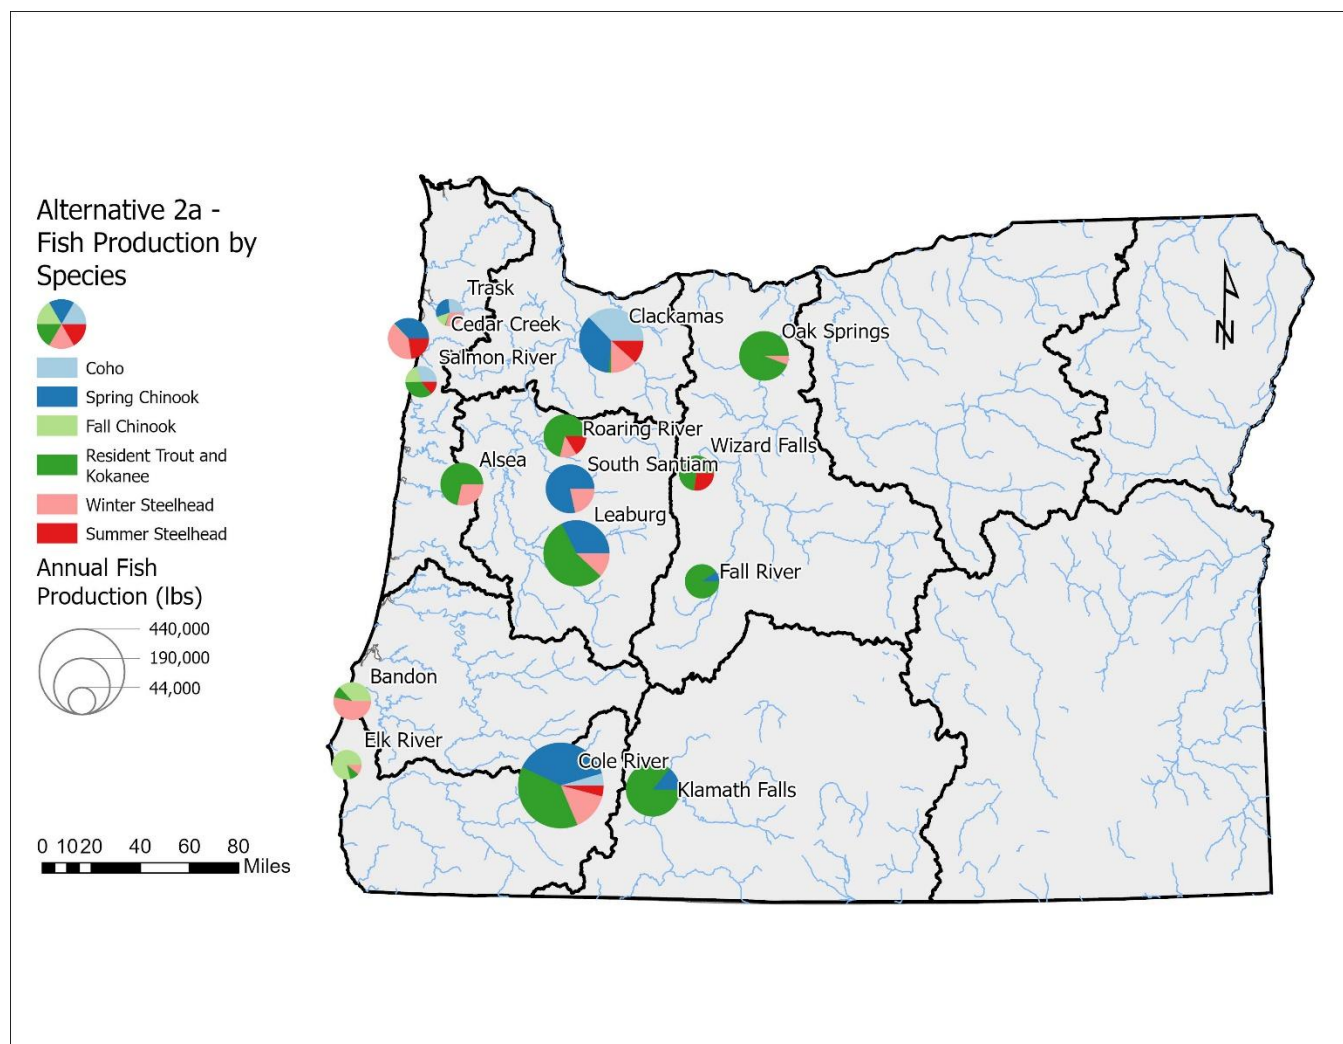 Alternative 2a -
Fish Production by
Species
Coho
Spring Chinook
Fall Chinook
Resident Trout and
Kokanee
Winter Steelhead
Summer Steelhead
Annual Fish
Production (lbs)
440,000
190,000
44,000
0 10 20 40 60 80
Miles
Trask
Cedar Creek
Salmon River
Clackamas
Oak Springs
Roaring River
Wizard Falls
Alsea
South Santiam
Leaburg
Fall River
Bandon
Elk River
Cole River
Klamath Falls
N